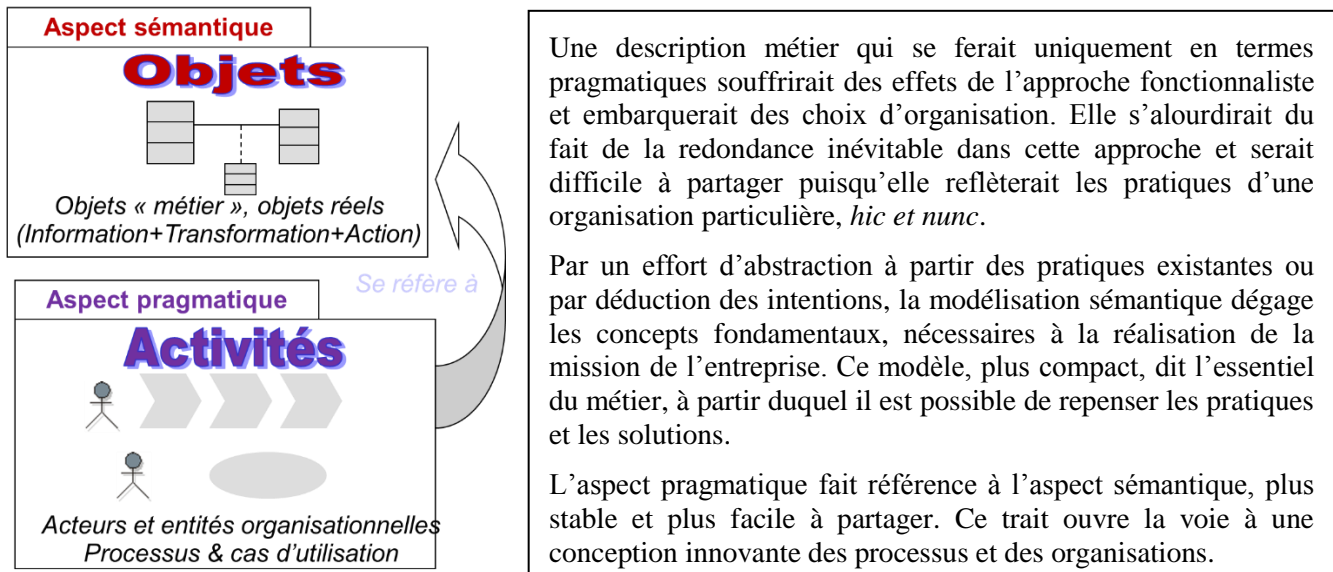 Aspect sémantique
Objets
Objets « métier », objets réels
(Information+Transformation+Action)
Se réfère à
Aspect pragmatique
Activités
Acteurs et entités organisationnelles
Processus & cas d’utilisation
Une description métier qui se ferait uniquement en termes
pragmatiques souffrirait des effets de l’approche fonctionnaliste
et embarquerait des choix d’organisation. Elle s’alourdirait du
fait de la redondance inévitable dans cette approche et serait
difficile à partager puisqu’elle reflèterait les pratiques d’une
organisation particulière, hic et nunc.
Par un effort d’abstraction à partir des pratiques existantes ou
par déduction des intentions, la modélisation sémantique dégage
les concepts fondamentaux, nécessaires à la réalisation de la
mission de l’entreprise. Ce modèle, plus compact, dit l’essentiel
du métier, à partir duquel il est possible de repenser les pratiques
et les solutions.
L’aspect pragmatique fait référence à l’aspect sémantique, plus
stable et plus facile à partager. Ce trait ouvre la voie à une
conception innovante des processus et des organisations.